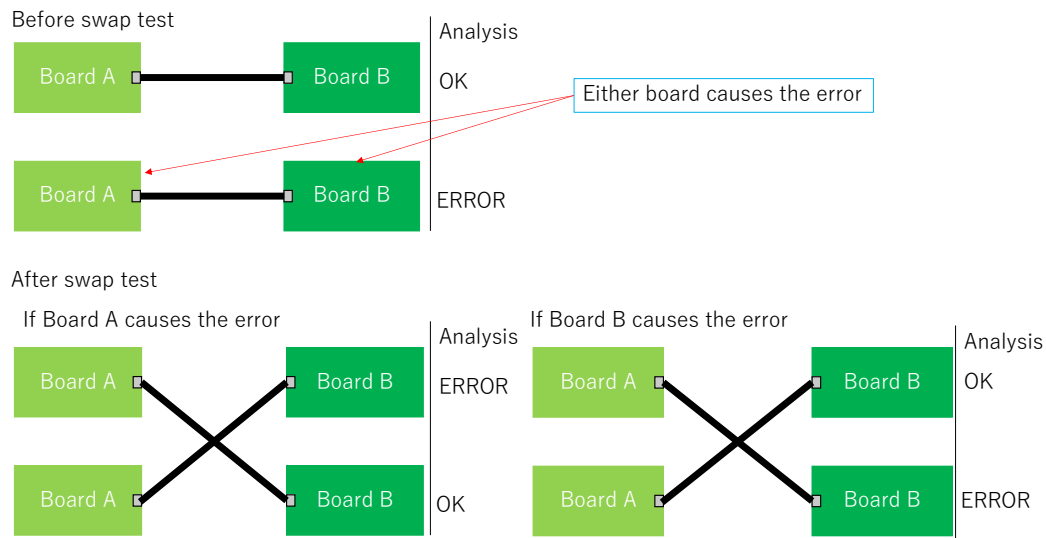 Before swap test
Analysis
Board A
Board B
OK
Either board causes the error
Board A
Board B
ERROR
After swap test
If Board A causes the error
Analysis
Board A
Board B
ERROR
Board A
Board B
OK
If Board B causes the error
Analysis
Board A
Board B
OK
Board A
Board B
ERROR